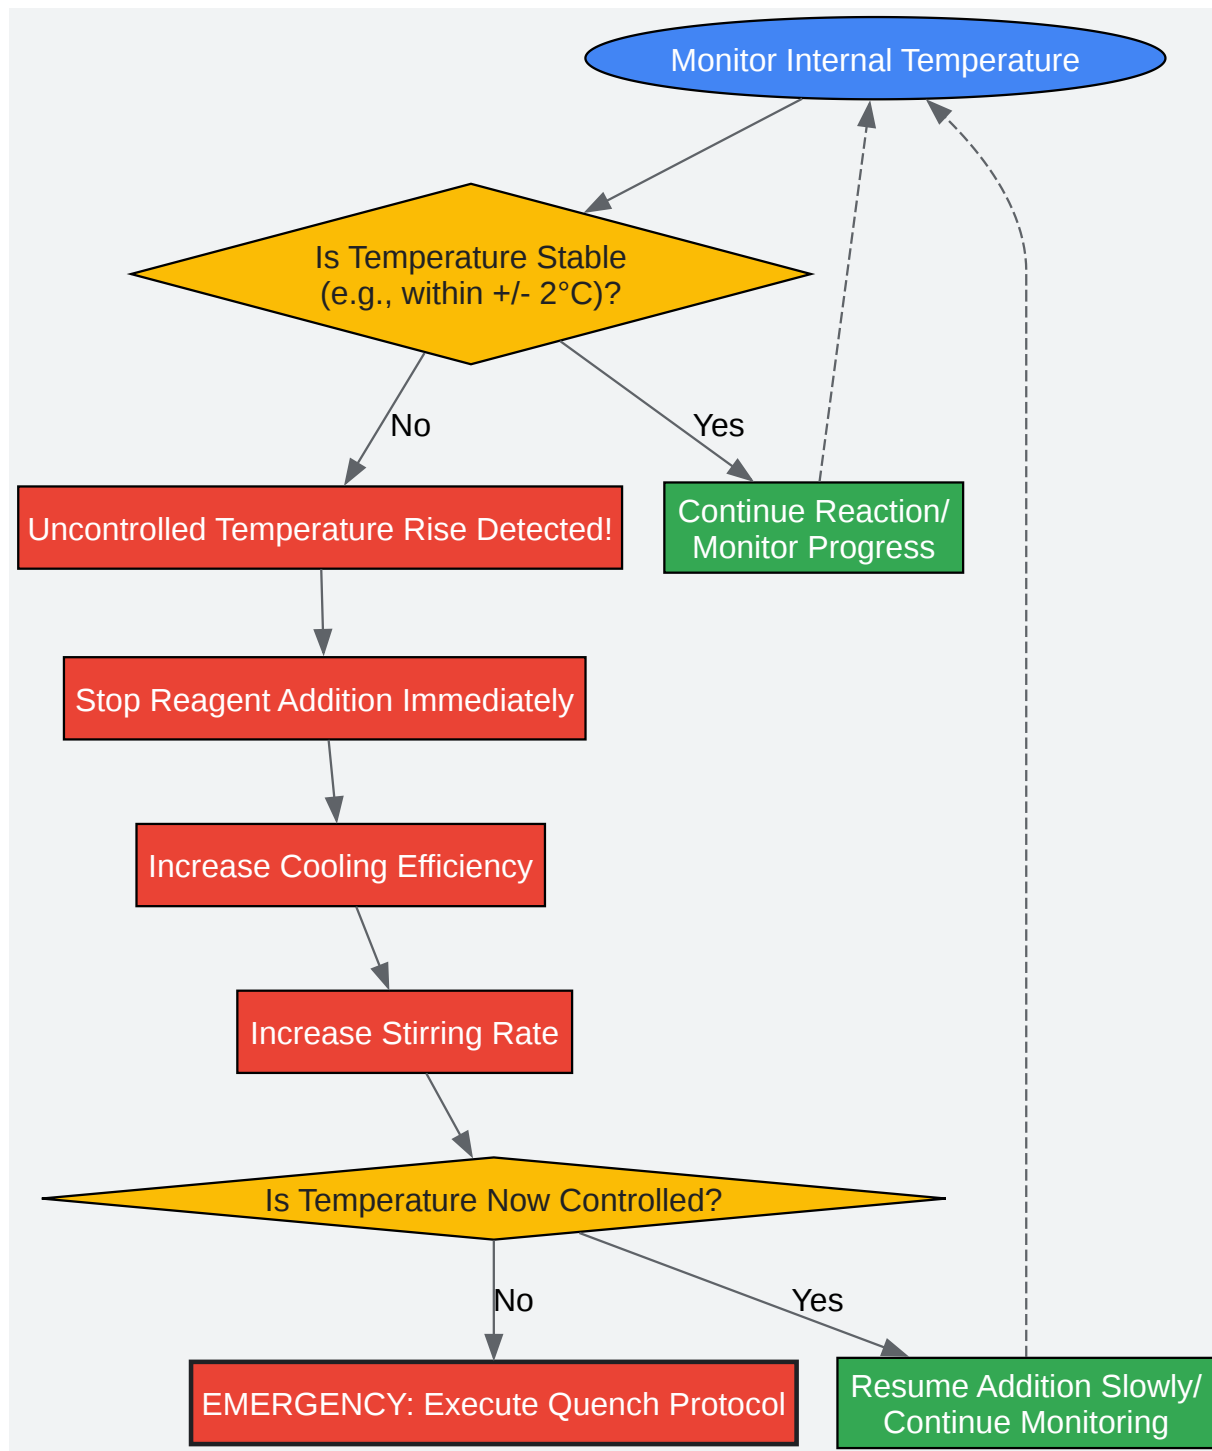 Monitor Internal Temperature
Is Temperature Stable
(e.g., within +/- 2°C)?
No
Yes
Uncontrolled Temperature Rise Detected!
Continue Reaction/
Monitor Progress
Stop Reagent Addition Immediately
Increase Cooling Efficiency
Increase Stirring Rate
Is Temperature Now Controlled?
No
Yes
EMERGENCY: Execute Quench Protocol
Resume Addition Slowly/
Continue Monitoring